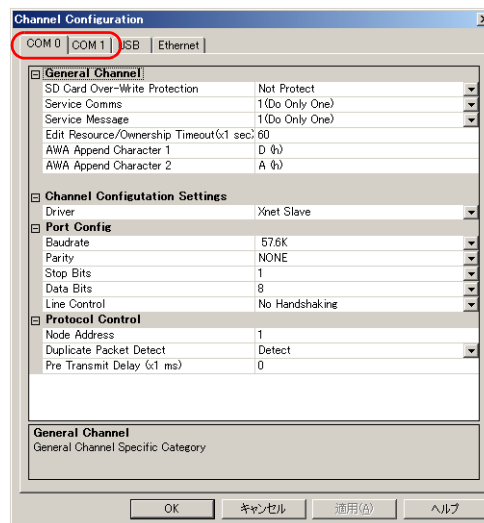 Channel Configuration
COM 0 COM 1 USB Ethernet
General Channel
SD Card Over-Write Protection Not Protect
Service Comms 1(Do Only One)
Service Message 1(Do Only One)
Edit Resource/Ownership Timeout(x1 sec) 60
AWA Append Character 1 D (h)
AWA Append Character 2 A (h)
Channel Configutation Settings
Driver Xnet Slave
Port Config
Baudrate 57.6K
Parity NONE
Stop Bits 1
Data Bits 8
Line Control No Handshaking
Protocol Control
Node Address 1
Duplicate Packet Detect Detect
Pre Transmit Delay (x1 ms) 0
General Channel
General Channel Specific Category
OK キャンセル 適用(A) ヘルプ